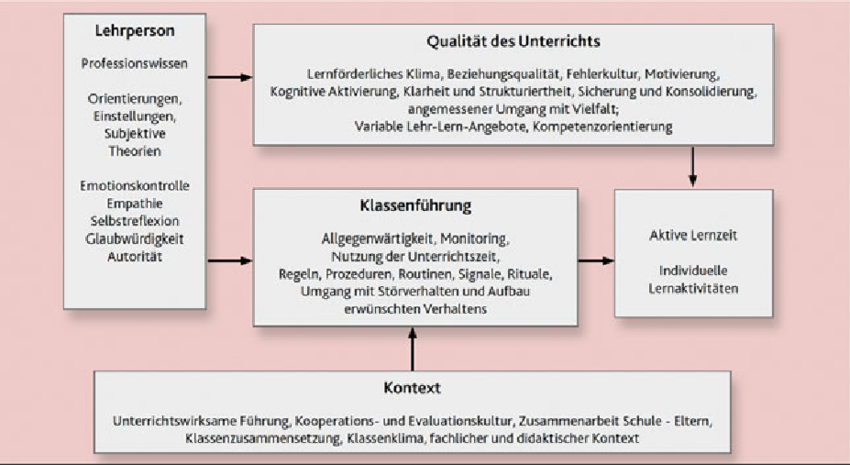 Lehrperson
Professionswissen
Orientierungen,
Einstellungen,
Subjektive
Theorien
Emotionskontrolle
Empathie
Selbstreflexion
Glaubwürdigkeit
Autorität
Qualität des Unterrichts
Lernförderliches Klima, Beziehungsqualität, Fehlerkultur, Motivierung,
Kognitive Aktivierung, Klarheit und Strukturiertheit, Sicherung und Konsolidierung,
angemessener Umgang mit Vielfalt;
Variable Lehr-Lern-Angebote, Kompetenzorientierung
Klassenführung
Allgegenwärtigkeit, Monitoring,
Nutzung der Unterrichtszeit,
Regeln, Prozeduren, Routinen, Signale, Rituale,
Umgang mit Störverhalten und Aufbau
erwünschten Verhaltens
Aktive Lernzeit
Individuelle
Lernaktivitäten
Kontext
Unterrichtswirksame Führung, Kooperations- und Evaluationskultur, Zusammenarbeit Schule - Eltern,
Klassenzusammensetzung, Klassenklima, fachlicher und didaktischer Kontext